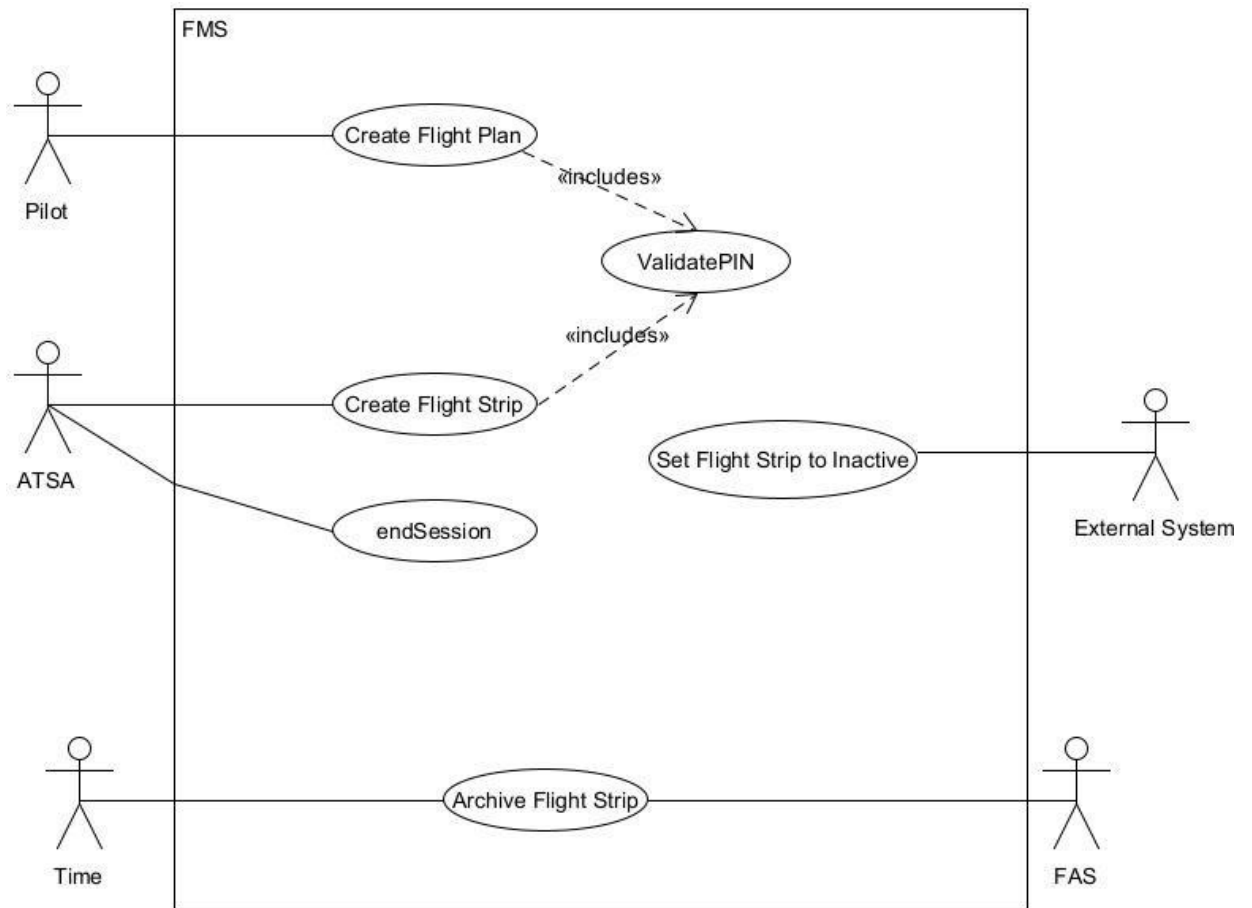 FMS
Create Flight Plan
«includes»
Pilot
ValidatePIN
«includes»
Create Flight Strip
Set Flight Strip to Inactive
ATSA
endSession
External System
Archive Flight Strip
Time
FAS